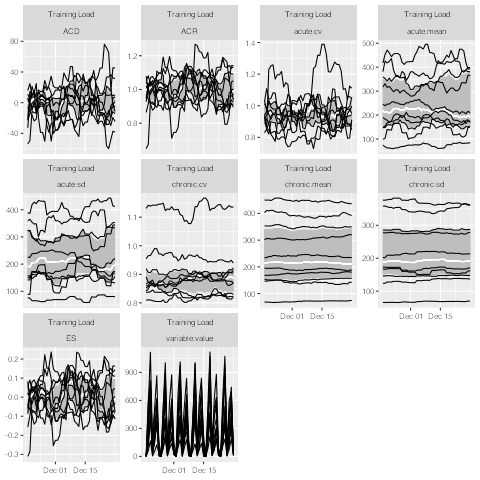 Training Load
Training Load
Training Load
Training Load
ACD
ACR
acute.cv
acute.mean
80
40
0
-40
1.2
1.0
0.8
1.4
1.2
1.0
0.8
500
400
300
200
100
Training Load
Training Load
Training Load
Training Load
acute.sd
chronic.cv
chronic.mean
chronic.sd
400
300
200
100
1.1
1.0
0.9
0.8
400
300
200
100
300
200
100
Dec 01 Dec 15
Dec 01 Dec 15
Training Load
Training Load
ES
variable.value
0.2
0.1
0.0
-0.1
-0.2
-0.3
900
600
300
0
Dec 01 Dec 15
Dec 01 Dec 15